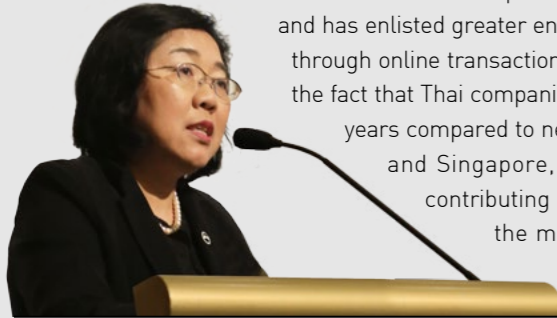 and has enlisted greater en
through online transaction
the fact that Thai compani
years compared to ne
and Singapore,
contributing
the m